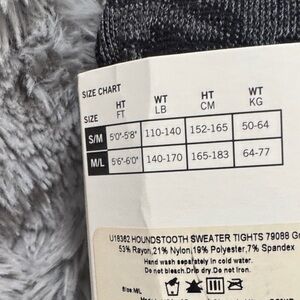 SIZE CHART
HT WT HT WT
SIZE FT LB CM KG
S/M 5'0"-5'8" 110-140 152-165 50-64
M/L 5'6"-6'0" 140-170 165-183 64-77
U18362 HOUNDSTOOTH SWEATER TIGHTS 79088 Gr
53% Rayon,21% Nylon,19% Polyester,7% Spandex
Hand wash separately in cold water.
Do not bleach.Drip dry.Do not iron.
Size:M/L